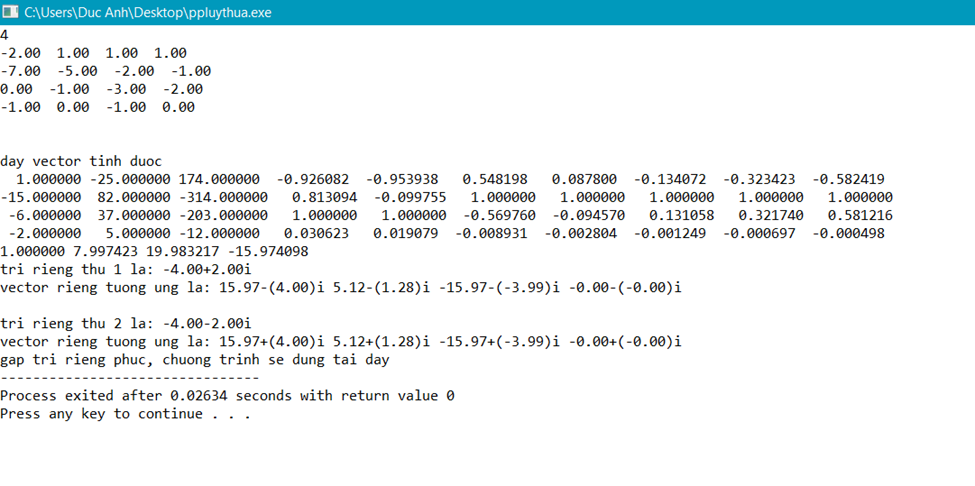 C:\Users\Duc Anh\Desktop\ppluythua.exe
4
-2.00 1.00 1.00 1.00
-7.00 -5.00 -2.00 -1.00
0.00 -1.00 -3.00 -2.00
-1.00 0.00 -1.00 0.00
day vector tinh duoc
1.000000 -25.000000 174.000000 -0.926082 -0.953938 0.548198 0.087800 -0.134072 -0.323423 -0.582419
-15.000000 82.000000 -314.000000 0.813094 -0.099755 1.000000 1.000000 1.000000 1.000000 1.000000
-6.000000 37.000000 -203.000000 1.000000 1.000000 -0.569760 -0.094570 0.131058 0.321740 0.581216
-2.000000 5.000000 -12.000000 0.030623 0.019079 -0.008931 -0.002804 -0.001249 -0.000697 -0.000498
1.000000 7.997423 19.983217 -15.974098
tri rieng thu 1 la: -4.00+2.00i
vector rieng tuong ung la: 15.97-(4.00)i 5.12-(1.28)i -15.97-(-3.99)i -0.00-(-0.00)i
tri rieng thu 2 la: -4.00-2.00i
vector rieng tuong ung la: 15.97+(4.00)i 5.12+(1.28)i -15.97+(-3.99)i -0.00+(-0.00)i
gap tri rieng phuc, chuong trinh se dung tai day
--------------------------------
Process exited after 0.02634 seconds with return value 0
Press any key to continue . . .